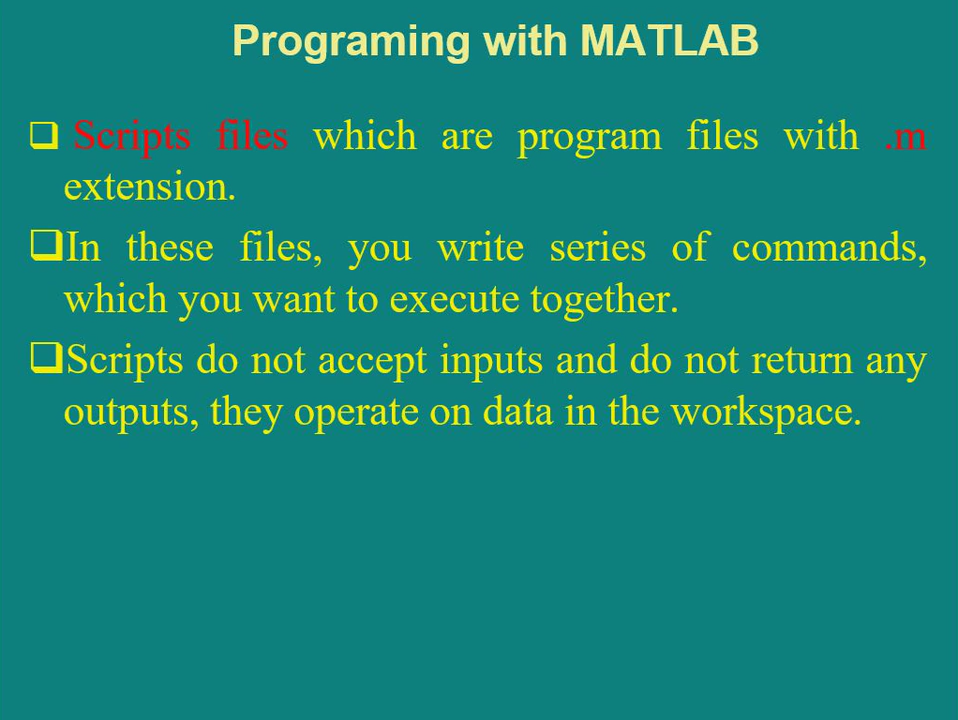 Programing with MATLAB
❑ Scripts files which are program files with .m
extension.
❑In these files, you write series of commands,
which you want to execute together.
❑Scripts do not accept inputs and do not return any
outputs, they operate on data in the workspace.